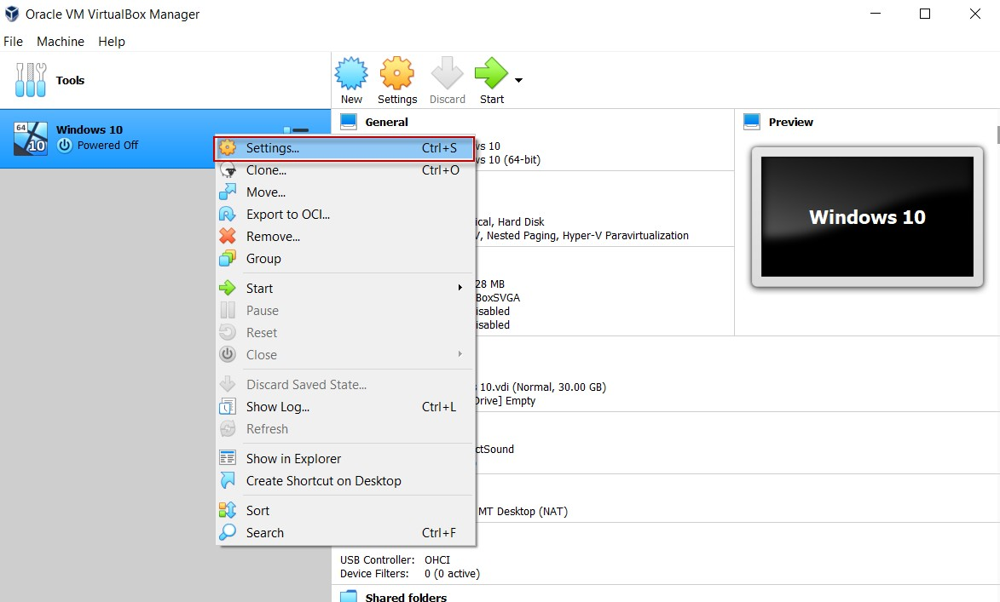 Oracle VM VirtualBox Manager
File Machine Help
Tools
New Settings Discard Start
64
10
Windows 10
Powered Off
General
Preview
Windows 10
Settings... Ctrl+S
Clone... Ctrl+O
Move...
Export to OCI...
Remove...
Group
Start
Pause
Reset
Close
Discard Saved State...
Show Log... Ctrl+L
Refresh
Show in Explorer
Create Shortcut on Desktop
Sort
Search Ctrl+F
10
10 (64-bit)
Hard Disk
Nested Paging, Hyper-V Paravirtualization
28 MB
BoxSVGA
isabled
isabled
10.vdi (Normal, 30.00 GB)
Drive] Empty
ctSound
MT Desktop (NAT)
USB Controller: OHCI
Device Filters: 0 (0 active)
Shared folders